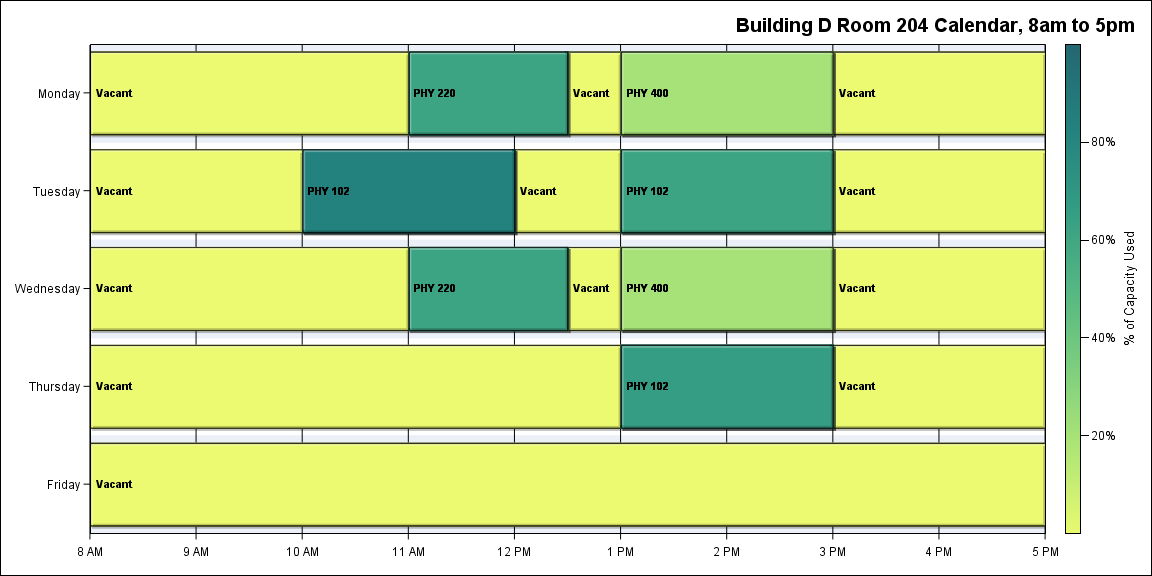 Building D Room 204 Calendar, 8am to 5pm
Monday
Vacant
PHY 220
Vacant
PHY 400
Vacant
Tuesday
Vacant
PHY 102
Vacant
PHY 102
Vacant
Wednesday
Vacant
PHY 220
Vacant
PHY 400
Vacant
Thursday
Vacant
PHY 102
Vacant
Friday
Vacant
8 AM
9 AM
10 AM
11 AM
12 PM
1 PM
2 PM
3 PM
4 PM
5 PM
80%
60%
40%
20%
% of Capacity Used